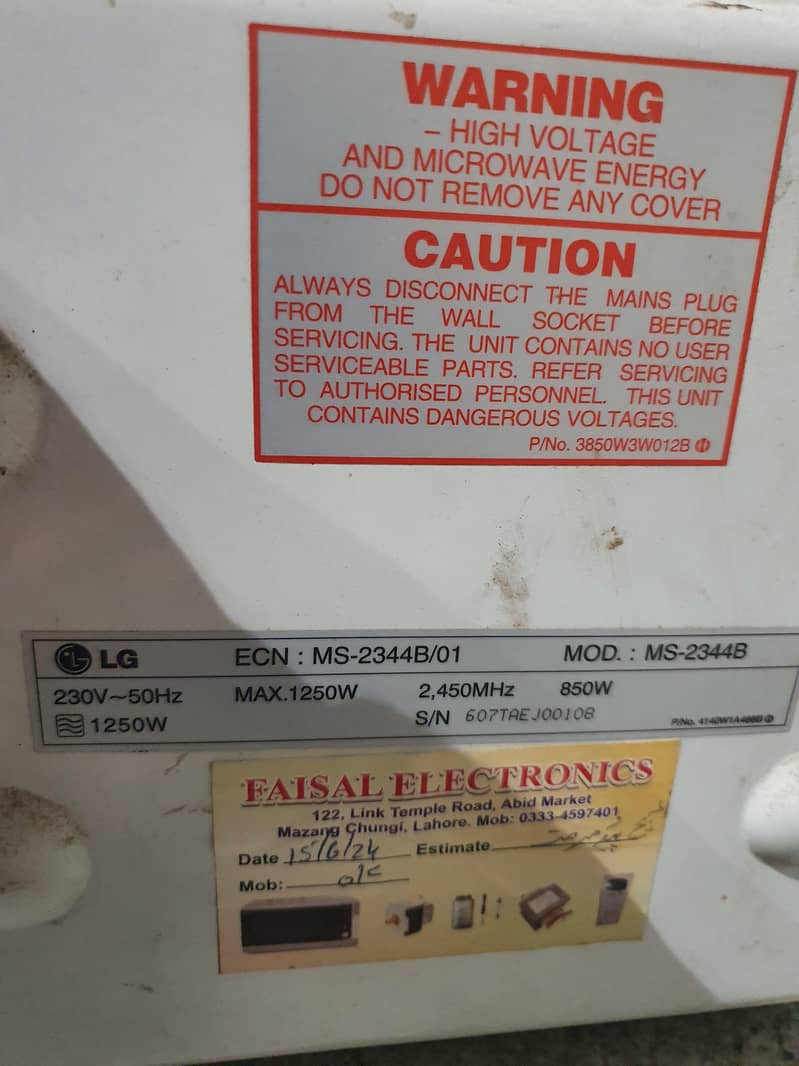 WARNING
– HIGH VOLTAGE
AND MICROWAVE ENERGY
DO NOT REMOVE ANY COVER
CAUTION
ALWAYS DISCONNECT THE MAINS PLUG
FROM THE WALL SOCKET BEFORE
SERVICING. THE UNIT CONTAINS NO USER
SERVICEABLE PARTS. REFER SERVICING
TO AUTHORISED PERSONNEL. THIS UNIT
CONTAINS DANGEROUS VOLTAGES.
P/No. 3850W3W012B
LG ECN : MS-2344B/01 MOD. : MS-2344B
230V~50Hz MAX.1250W 2,450MHz 850W
1250W S/N 607TAEJ00108
FAISAL ELECTRONICS
122, Link Temple Road, Abid Market
Mazang Chungi, Lahore. Mob: 0333-4597401
Date 15/6/24 Estimate
Mob: